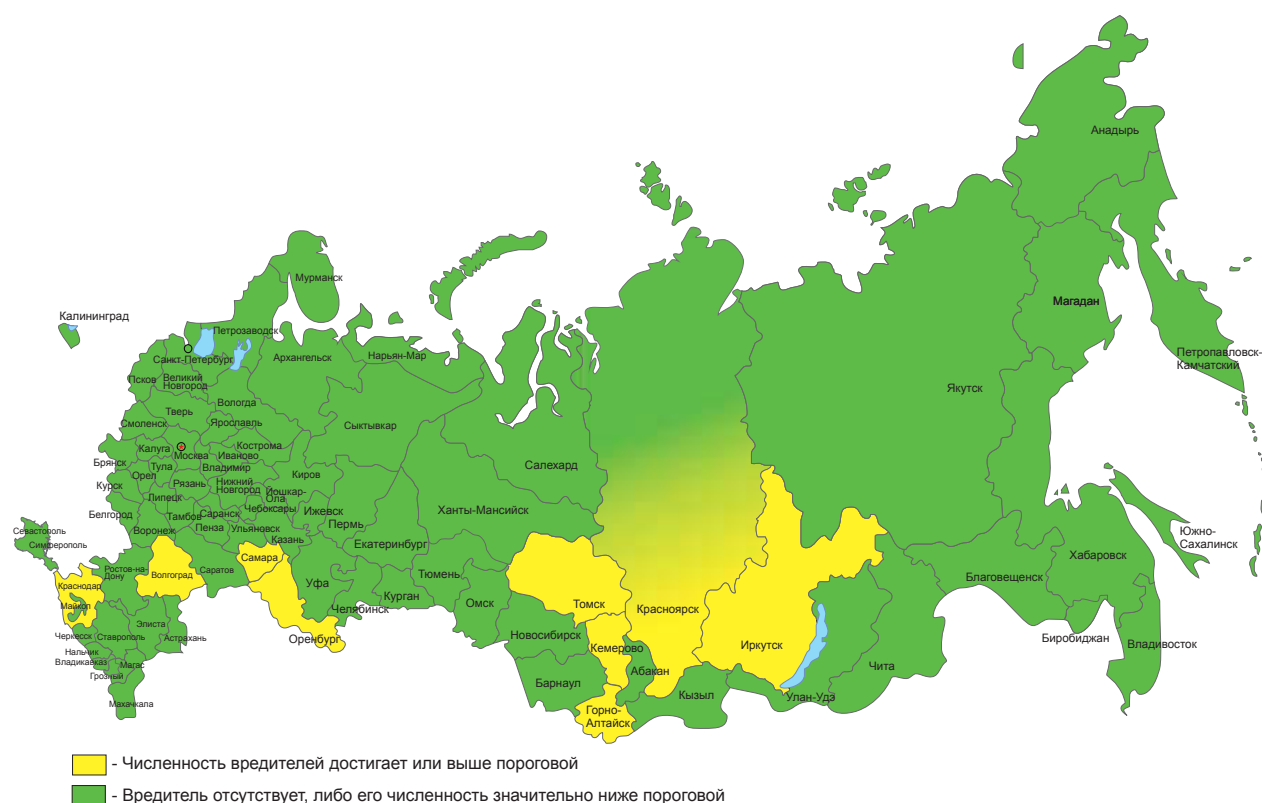 Анадырь
Мурманск
Магадан
Калининград
Петрозаводск
Санкт-Петербург
Архангельск
Нарьян-Мар
Петропавловск-
Камчатский
Псков
Великий
Новгород
Якутск
Вологда
Тверь
Смоленск
Ярославль
Сыктывкар
Калуга
Москва
Кострома
Иваново
Брянск
Тула
Владимир
Салехард
Орел
Курск
Рязань
Нижний
Новгород
Киров
Йошкар-
Ола
Липецк
Чебоксары
Ижевск
Ханты-Мансийск
Белгород
Тамбов
Саранск
Пермь
Воронеж
Пенза
Ульяновск
Казань
Екатеринбург
Севастополь
Симферополь
Южно-
Сахалинск
Хабаровск
Самара
Ростов-на-
Дону
Волгоград
Саратов
Уфа
Тюмень
Благовещенск
Краснодар
Майкоп
Челябинск
Курган
Омск
Томск
Красноярск
Элиста
Черкесск
Ставрополь
Астрахань
Оренбург
Новосибирск
Кемерово
Иркутск
Биробиджан
Владивосток
Нальчик
Владикавказ
Магас
Грозный
Абакан
Чита
Барнаул
Кызыл
Улан-Удэ
Махачкала
Горно-
Алтайск
- Численность вредителей достигает или выше пороговой
- Вредитель отсутствует, либо его численность значительно ниже пороговой